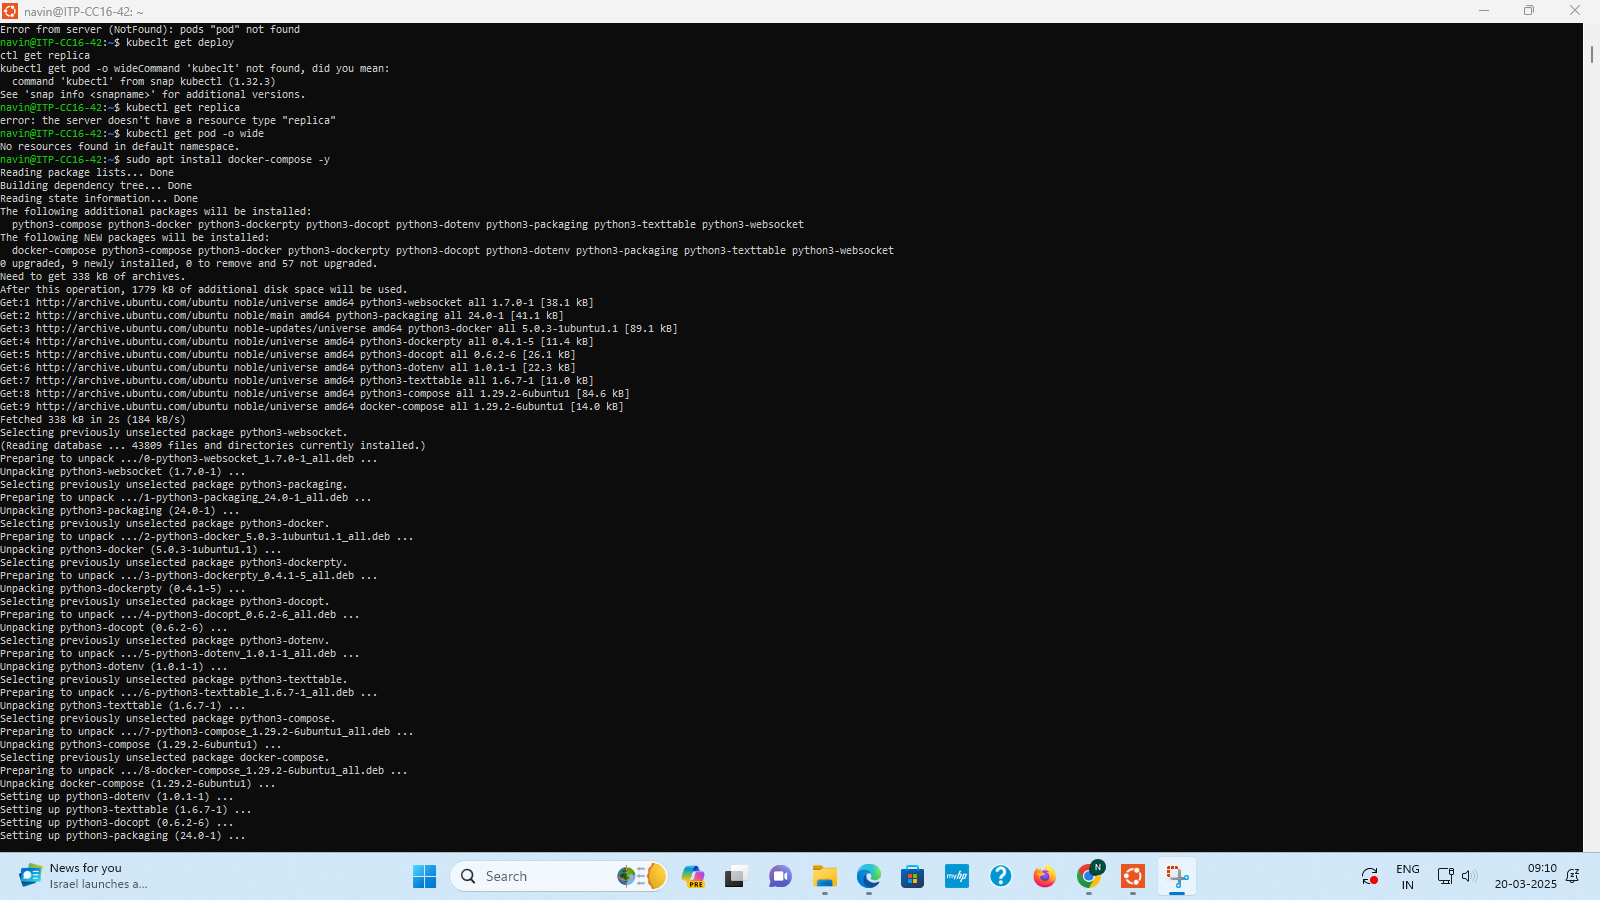 navin@ITP-CC16-42: ~
Error from server (NotFound): pods "pod" not found
navin@ITP-CC16-42:~$ kubeclt get deploy
ctl get replica
kubectl get pod -o wideCommand 'kubeclt' not found, did you mean:
  command 'kubectl' from snap kubectl (1.32.3)
See 'snap info <snapname>' for additional versions.
navin@ITP-CC16-42:~$ kubectl get replica
error: the server doesn't have a resource type "replica"
navin@ITP-CC16-42:~$ kubectl get pod -o wide
No resources found in default namespace.
navin@ITP-CC16-42:~$ sudo apt install docker-compose -y
Reading package lists... Done
Building dependency tree... Done
Reading state information... Done
The following additional packages will be installed:
  python3-compose python3-docker python3-dockerpty python3-docopt python3-dotenv python3-packaging python3-texttable python3-websocket
The following NEW packages will be installed:
  docker-compose python3-compose python3-docker python3-dockerpty python3-docopt python3-dotenv python3-packaging python3-texttable python3-websocket
0 upgraded, 9 newly installed, 0 to remove and 57 not upgraded.
Need to get 338 kB of archives.
After this operation, 1779 kB of additional disk space will be used.
Get:1 http://archive.ubuntu.com/ubuntu noble/universe amd64 python3-websocket all 1.7.0-1 [38.1 kB]
Get:2 http://archive.ubuntu.com/ubuntu noble/main amd64 python3-packaging all 24.0-1 [41.1 kB]
Get:3 http://archive.ubuntu.com/ubuntu noble-updates/universe amd64 python3-docker all 5.0.3-1ubuntu1.1 [89.1 kB]
Get:4 http://archive.ubuntu.com/ubuntu noble/universe amd64 python3-dockerpty all 0.4.1-5 [11.4 kB]
Get:5 http://archive.ubuntu.com/ubuntu noble/universe amd64 python3-docopt all 0.6.2-6 [26.1 kB]
Get:6 http://archive.ubuntu.com/ubuntu noble/universe amd64 python3-dotenv all 1.0.1-1 [22.3 kB]
Get:7 http://archive.ubuntu.com/ubuntu noble/universe amd64 python3-texttable all 1.6.7-1 [11.0 kB]
Get:8 http://archive.ubuntu.com/ubuntu noble/universe amd64 python3-compose all 1.29.2-6ubuntu1 [84.6 kB]
Get:9 http://archive.ubuntu.com/ubuntu noble/universe amd64 docker-compose all 1.29.2-6ubuntu1 [14.0 kB]
Fetched 338 kB in 2s (184 kB/s)
Selecting previously unselected package python3-websocket.
(Reading database ... 43809 files and directories currently installed.)
Preparing to unpack .../0-python3-websocket_1.7.0-1_all.deb ...
Unpacking python3-websocket (1.7.0-1) ...
Selecting previously unselected package python3-packaging.
Preparing to unpack .../1-python3-packaging_24.0-1_all.deb ...
Unpacking python3-packaging (24.0-1) ...
Selecting previously unselected package python3-docker.
Preparing to unpack .../2-python3-docker_5.0.3-1ubuntu1.1_all.deb ...
Unpacking python3-docker (5.0.3-1ubuntu1.1) ...
Selecting previously unselected package python3-dockerpty.
Preparing to unpack .../3-python3-dockerpty_0.4.1-5_all.deb ...
Unpacking python3-dockerpty (0.4.1-5) ...
Selecting previously unselected package python3-docopt.
Preparing to unpack .../4-python3-docopt_0.6.2-6_all.deb ...
Unpacking python3-docopt (0.6.2-6) ...
Selecting previously unselected package python3-dotenv.
Preparing to unpack .../5-python3-dotenv_1.0.1-1_all.deb ...
Unpacking python3-dotenv (1.0.1-1) ...
Selecting previously unselected package python3-texttable.
Preparing to unpack .../6-python3-texttable_1.6.7-1_all.deb ...
Unpacking python3-texttable (1.6.7-1) ...
Selecting previously unselected package python3-compose.
Preparing to unpack .../7-python3-compose_1.29.2-6ubuntu1_all.deb ...
Unpacking python3-compose (1.29.2-6ubuntu1) ...
Selecting previously unselected package docker-compose.
Preparing to unpack .../8-docker-compose_1.29.2-6ubuntu1_all.deb ...
Unpacking docker-compose (1.29.2-6ubuntu1) ...
Setting up python3-dotenv (1.0.1-1) ...
Setting up python3-texttable (1.6.7-1) ...
Setting up python3-docopt (0.6.2-6) ...
Setting up python3-packaging (24.0-1) ...
News for you
Israel launches a...
Search
PRE
myhp
N
ENG
IN
09:10
20-03-2025